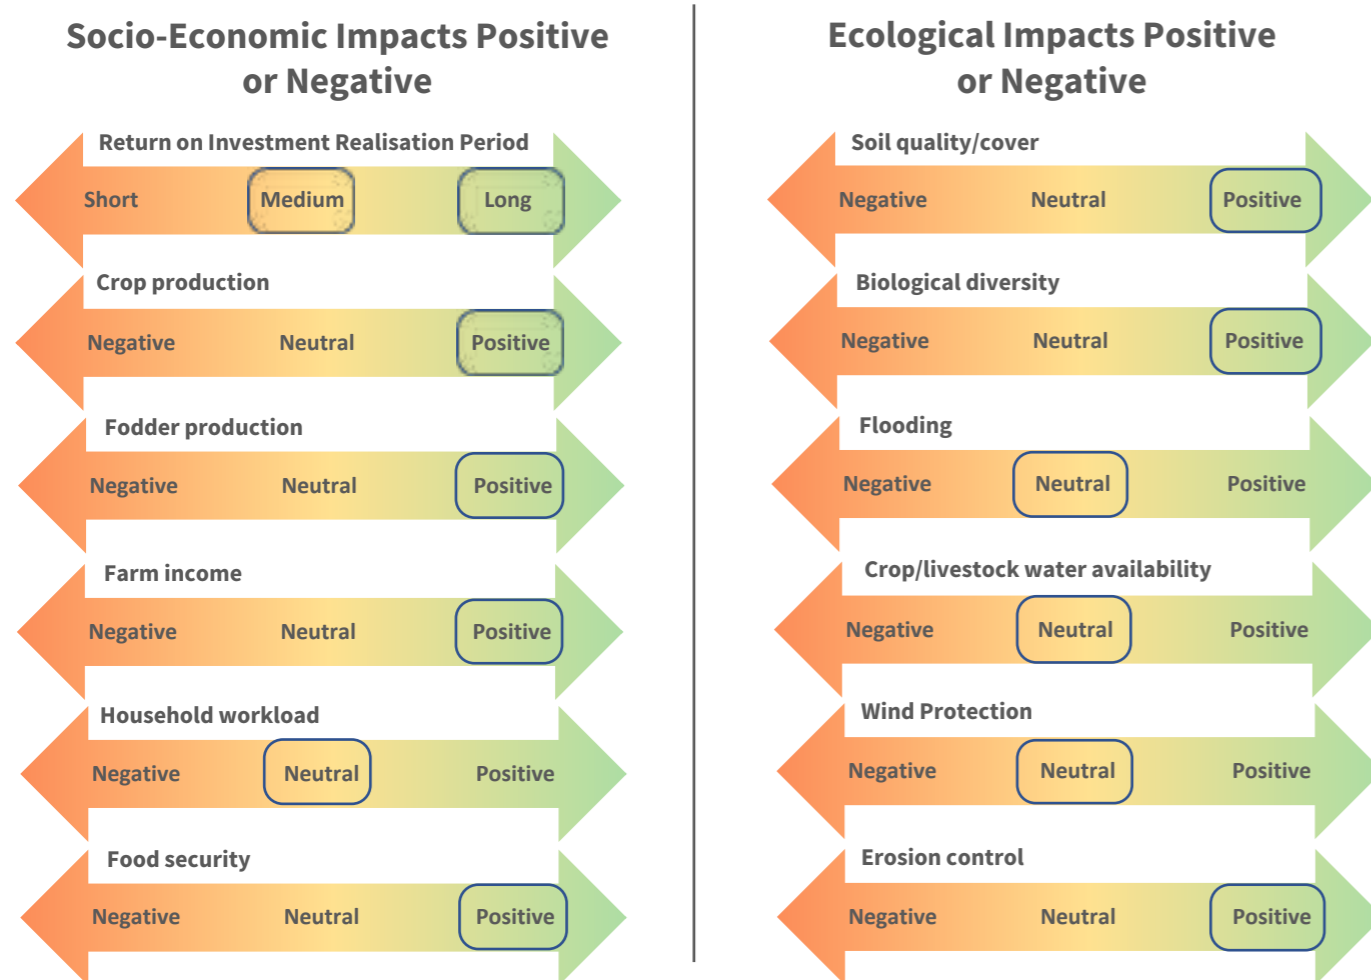 Socio-Economic Impacts Positive
or Negative
Return on Investment Realisation Period
Short Medium Long
Crop production
Negative Neutral Positive
Fodder production
Negative Neutral Positive
Farm income
Negative Neutral Positive
Household workload
Negative Neutral Positive
Food security
Negative Neutral Positive
Ecological Impacts Positive
or Negative
Soil quality/cover
Negative Neutral Positive
Biological diversity
Negative Neutral Positive
Flooding
Negative Neutral Positive
Crop/livestock water availability
Negative Neutral Positive
Wind Protection
Negative Neutral Positive
Erosion control
Negative Neutral Positive